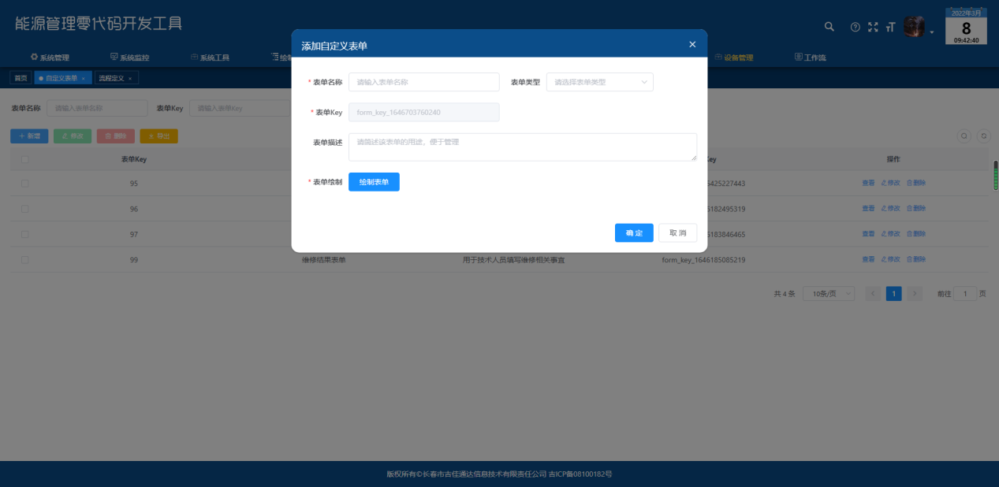 能源管理零代码开发工具
2022年3月
8
09:42:40
系统管理 系统监控 系统工具 设备管理 工作流
首页 自定义表单 × 流程定义 ×
表单名称 请输入表单名称 表单Key 请输入表单Key
+ 新增 修改 删除 导出
表单Key 操作
95 查看 修改 删除
96 查看 修改 删除
97 查看 修改 删除
99 维修结果表单 用于技术人员填写维修相关事宜 form_key_1646185085219 查看 修改 删除
共 4 条 10条/页 < 1 > 前往 1 页
添加自定义表单 ×
* 表单名称 请输入表单名称 表单类型 请选择表单类型
* 表单Key form_key_1646703760240
表单描述 请简述该表单的用途，便于管理
* 表单绘制 绘制表单
确 定 取 消
版权所有©长春市吉佳通达信息技术有限责任公司 吉ICP备08100182号